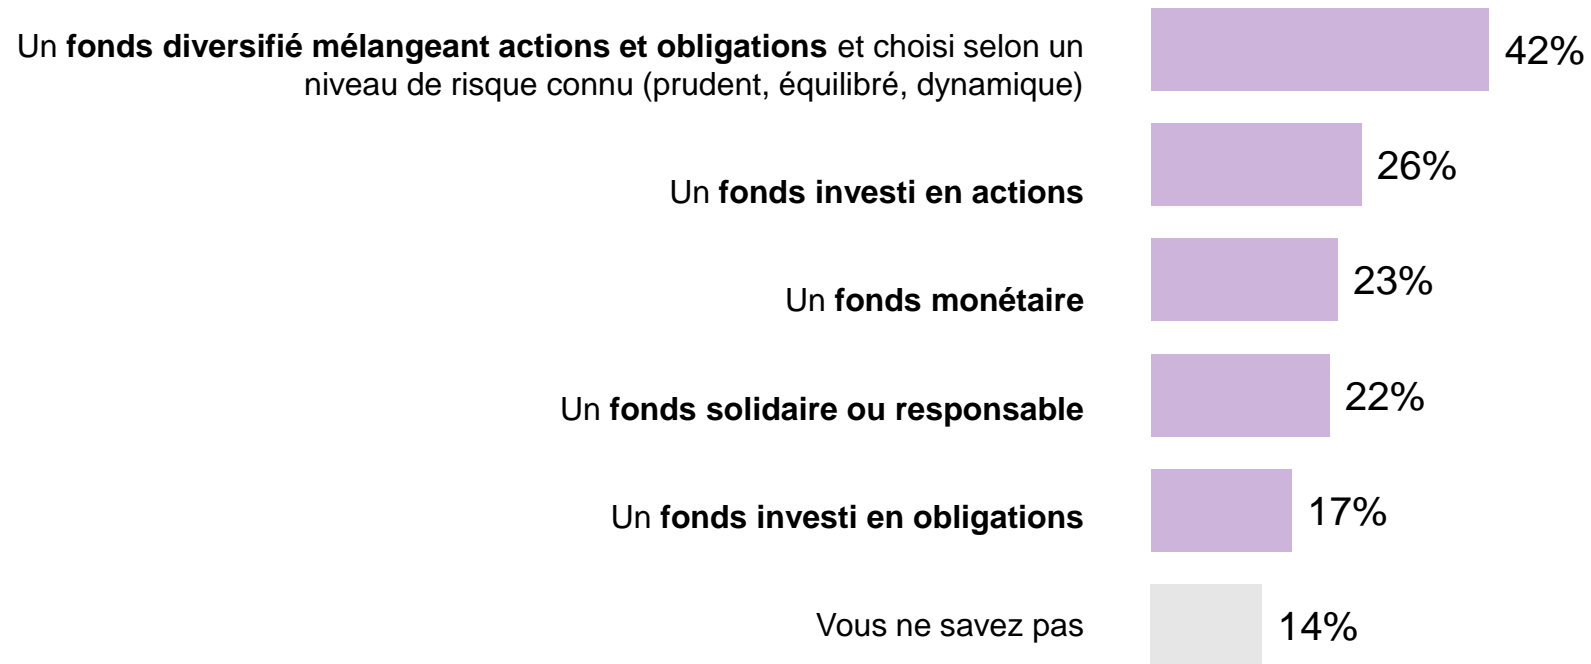 Un fonds diversifié mélangeant actions et obligations et choisi selon un
niveau de risque connu (prudent, équilibré, dynamique)
42%
Un fonds investi en actions
26%
Un fonds monétaire
23%
Un fonds solidaire ou responsable
22%
Un fonds investi en obligations
17%
Vous ne savez pas
14%